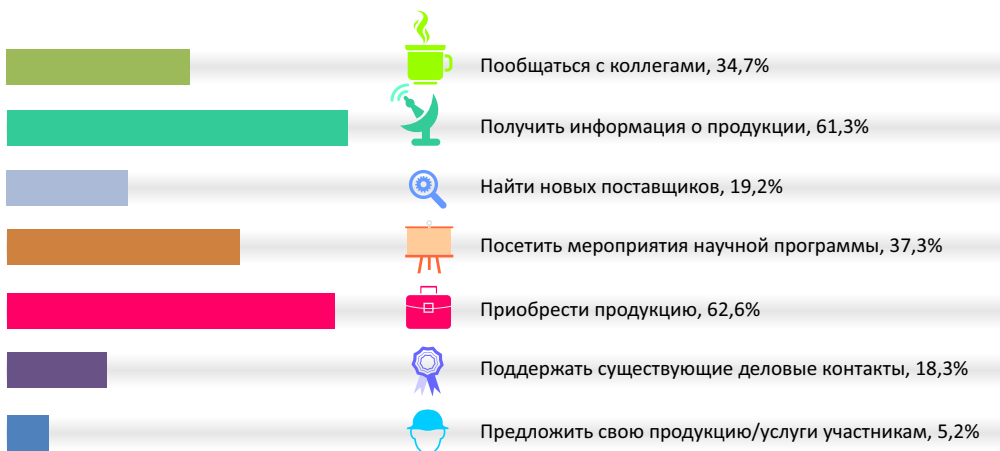 Пообщаться с коллегами, 34,7%
Получить информация о продукции, 61,3%
Найти новых поставщиков, 19,2%
Посетить мероприятия научной программы, 37,3%
Приобрести продукцию, 62,6%
Поддержать существующие деловые контакты, 18,3%
Предложить свою продукцию/услуги участникам, 5,2%